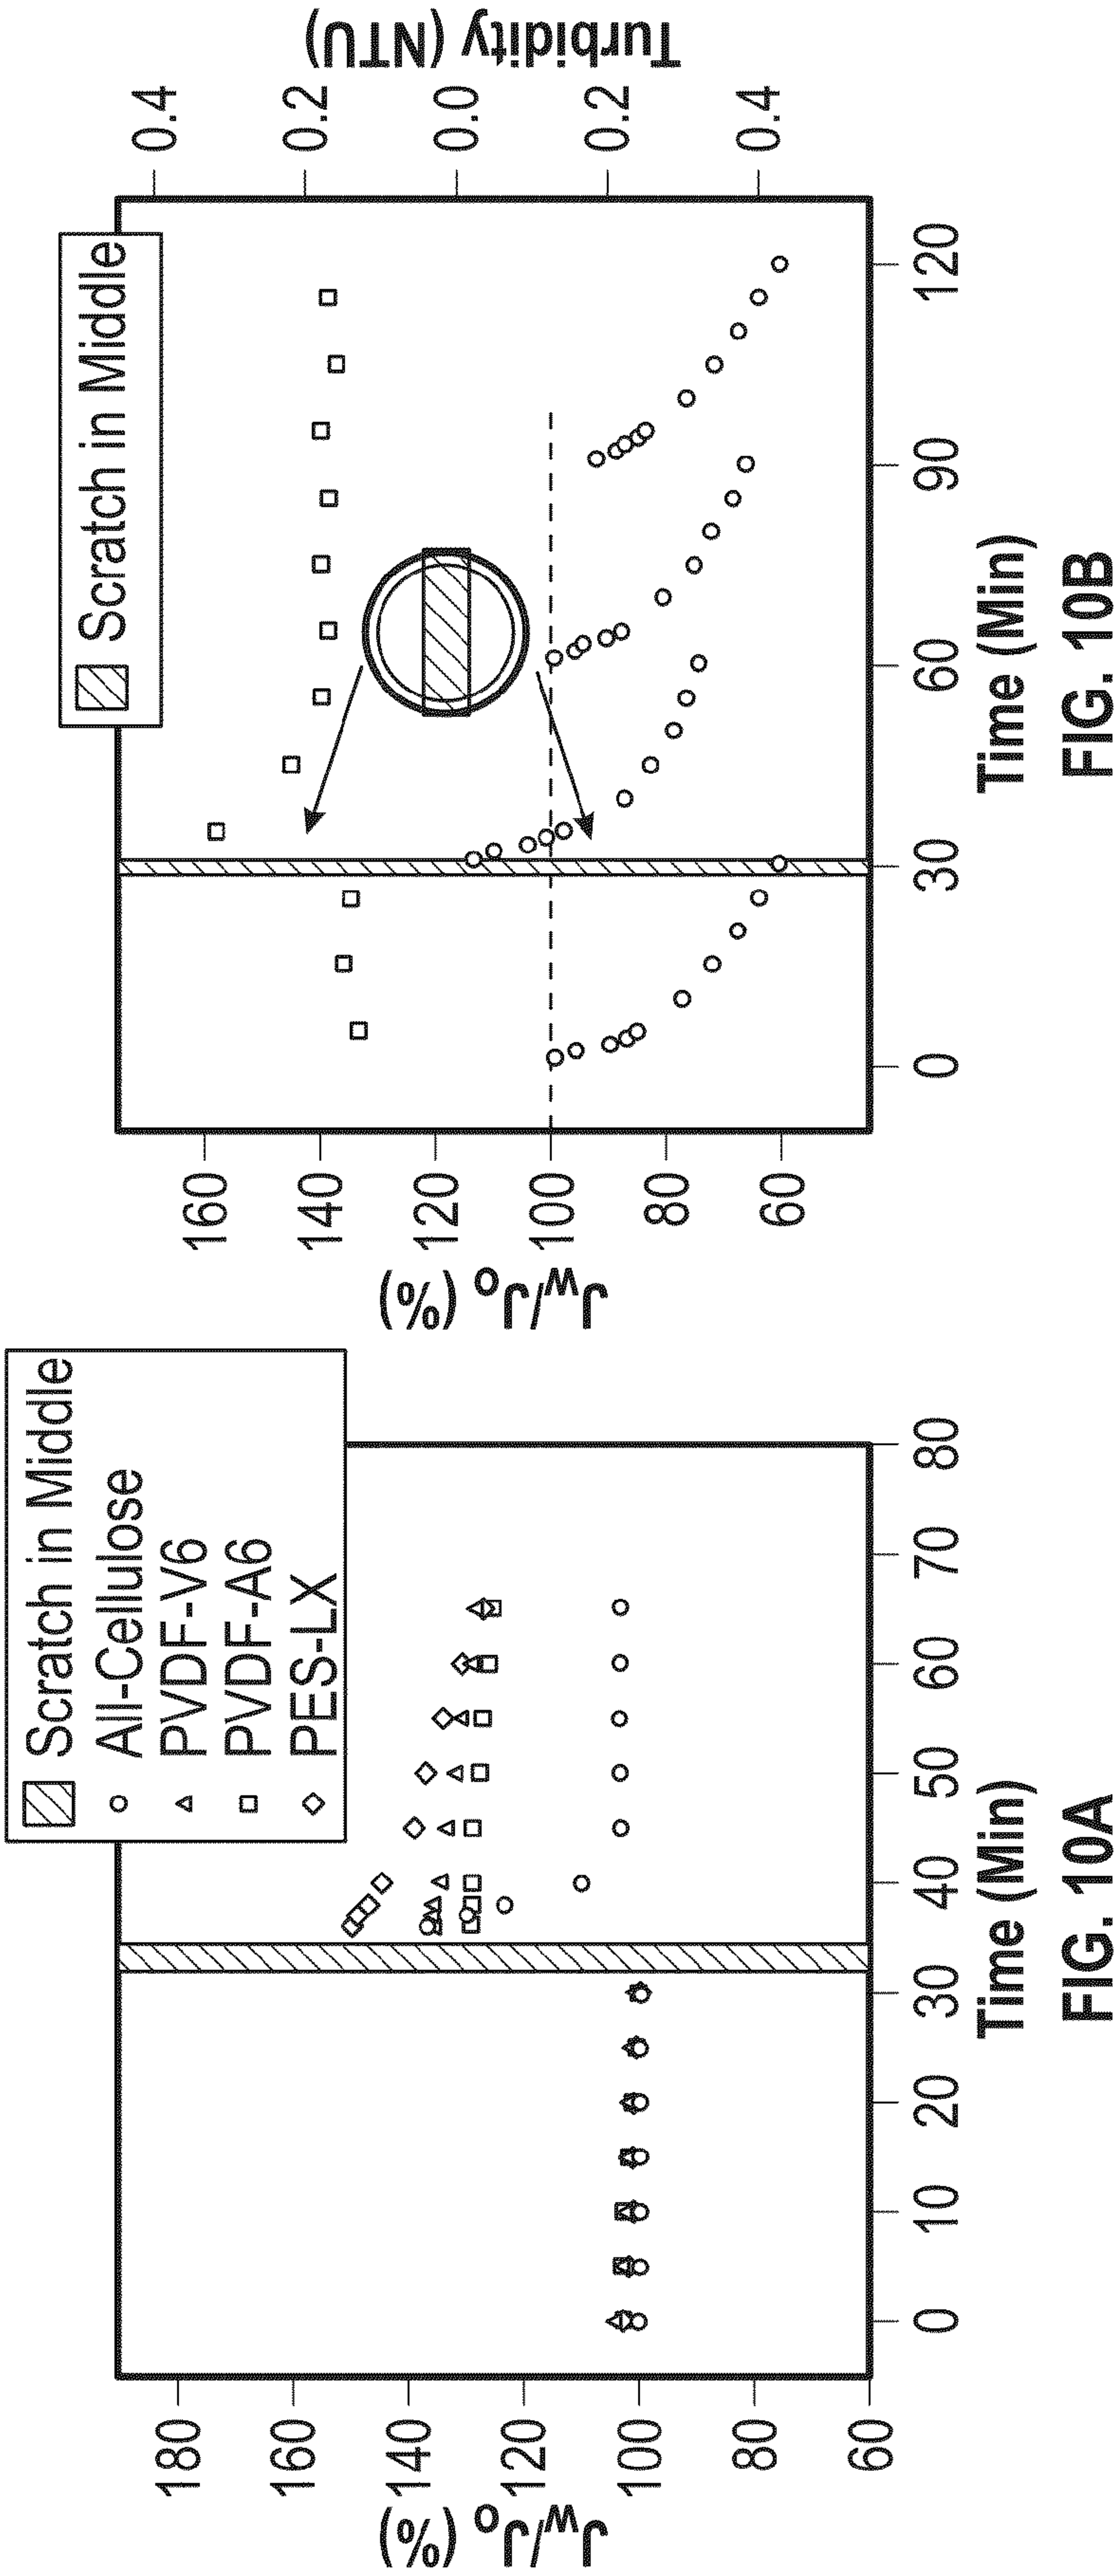 Scratch in Middle
All-Cellulose
PVDF-V6
PVDF-A6
PES-LX
180
160
140
120
100
80
60
Jw/Jo (%)
0
10
20
30
40
50
60
70
80
Time (Min)
FIG. 10A
Scratch in Middle
160
140
120
100
80
60
Jw/Jo (%)
0.4
0.2
0.0
0.2
0.4
Turbidity (NTU)
0
30
60
90
120
Time (Min)
FIG. 10B